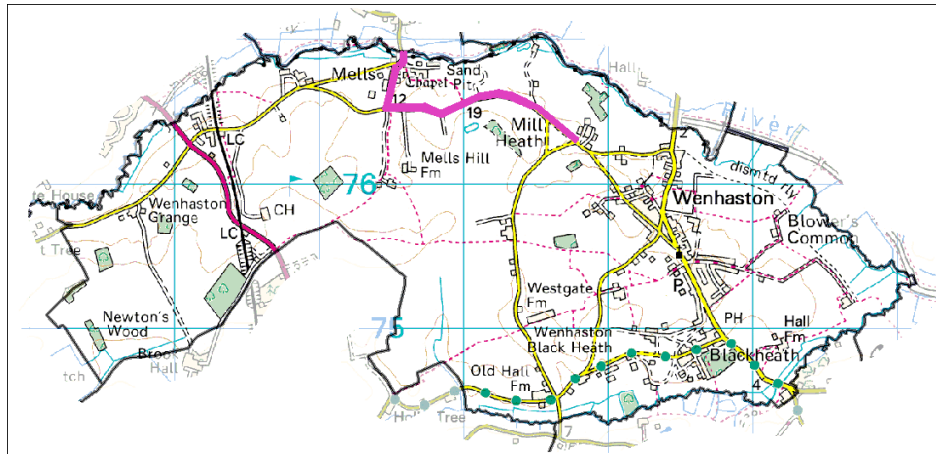 Hall
Sand
Mells
Chapel Pit
12
19
River
LC
Mill
Heath
Mells Hill
Fm
dismtd rly
76
te House
Wenhaston
Grange
CH
Wenhaston
Blower's
Common
t Tree
LC
P
Westgate
Fm
Newton's
Wood
75
PH
Wenhaston
Black Heath
Hall
Fm
Broo
Hall
Blackheath
tch
Old Hall
Fm
4
Tree
7